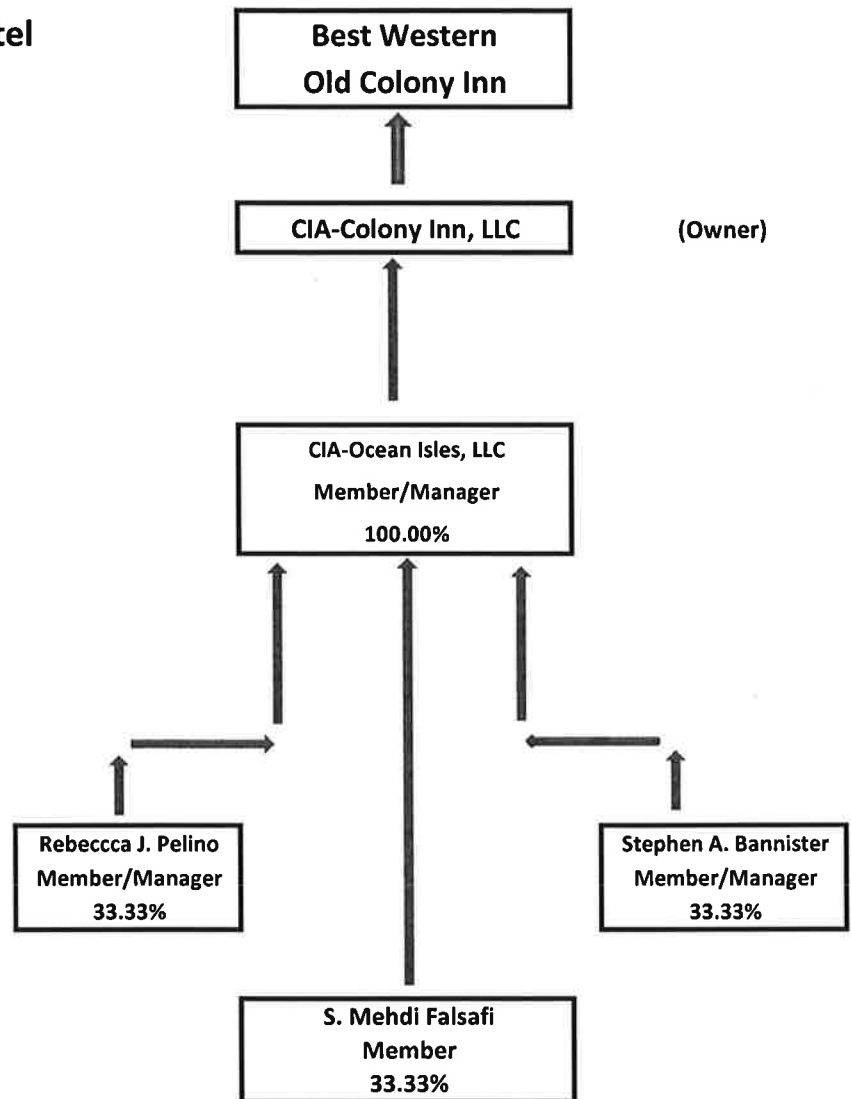 tel
Best Western
Old Colony Inn
CIA-Colony Inn, LLC
(Owner)
CIA-Ocean Isles, LLC
Member/Manager
100.00%
Rebeccca J. Pelino
Member/Manager
33.33%
Stephen A. Bannister
Member/Manager
33.33%
S. Mehdi Falsafi
Member
33.33%